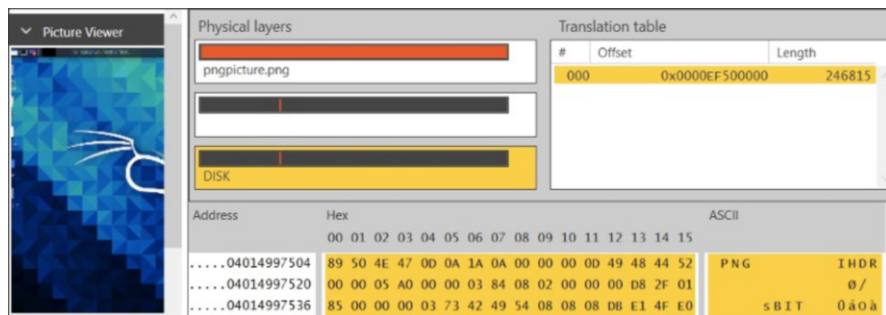 Picture Viewer
Physical layers
pngpicture.png
DISK
Translation table
# Offset Length
000 0x0000EF500000 246815
Address Hex ASCII
00 01 02 03 04 05 06 07 08 09 10 11 12 13 14 15
.....04014997504 89 50 4E 47 0D 0A 1A 0A 00 00 00 0D 49 48 44 52 PNG IHDR
.....04014997520 00 00 05 A0 00 00 03 84 08 02 00 00 00 D8 2F 01 Ø/
.....04014997536 85 00 00 00 03 73 42 49 54 08 08 08 DB E1 4F E0 sBIT ÛáOà